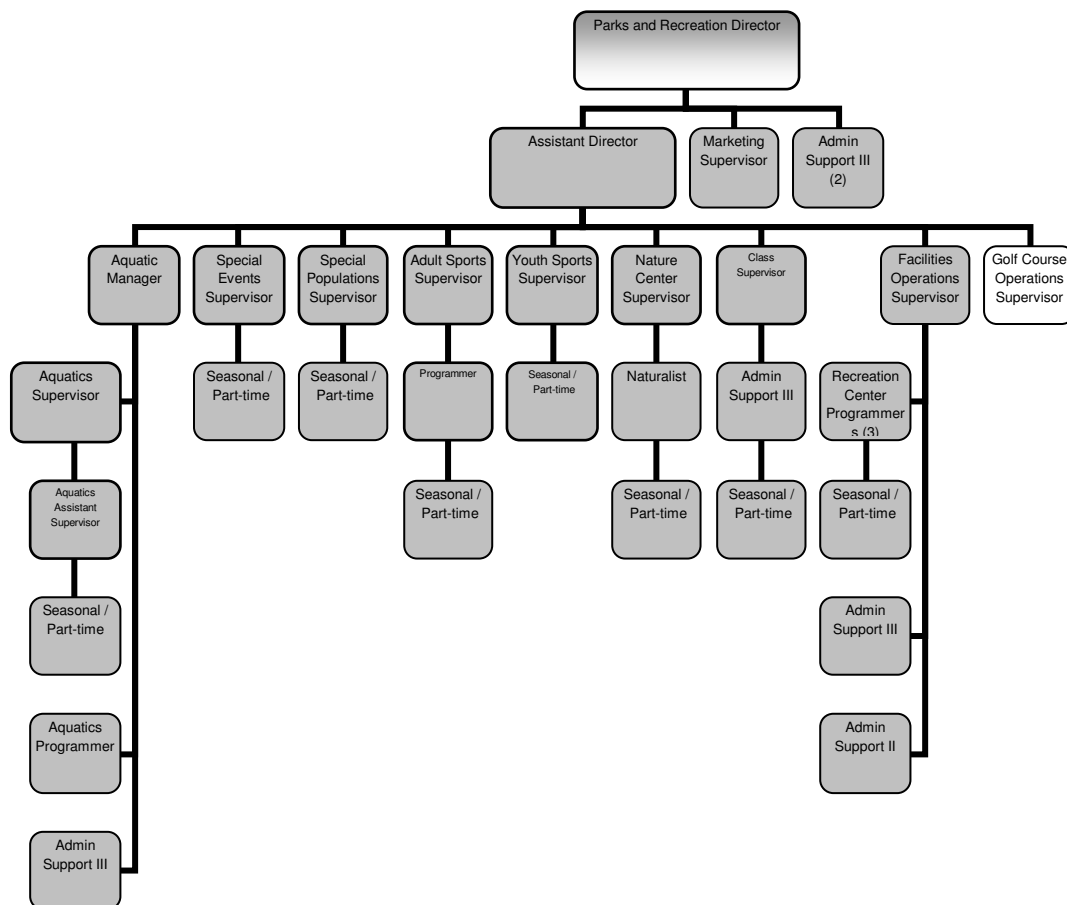 Parks and Recreation Director
Assistant Director
Marketing
Supervisor
Admin
Support III
(2)
Aquatic
Manager
Special
Events
Supervisor
Special
Populations
Supervisor
Adult Sports
Supervisor
Youth Sports
Supervisor
Nature
Center
Supervisor
Class
Supervisor
Facilities
Operations
Supervisor
Golf Course
Operations
Supervisor
Aquatics
Supervisor
Seasonal /
Part-time
Seasonal /
Part-time
Programmer
Seasonal /
Part-time
Naturalist
Admin
Support III
Recreation
Center
Programmer
s (3)
Aquatics
Assistant
Supervisor
Seasonal /
Part-time
Seasonal /
Part-time
Seasonal /
Part-time
Seasonal /
Part-time
Seasonal /
Part-time
Admin
Support III
Aquatics
Programmer
Admin
Support II
Admin
Support III